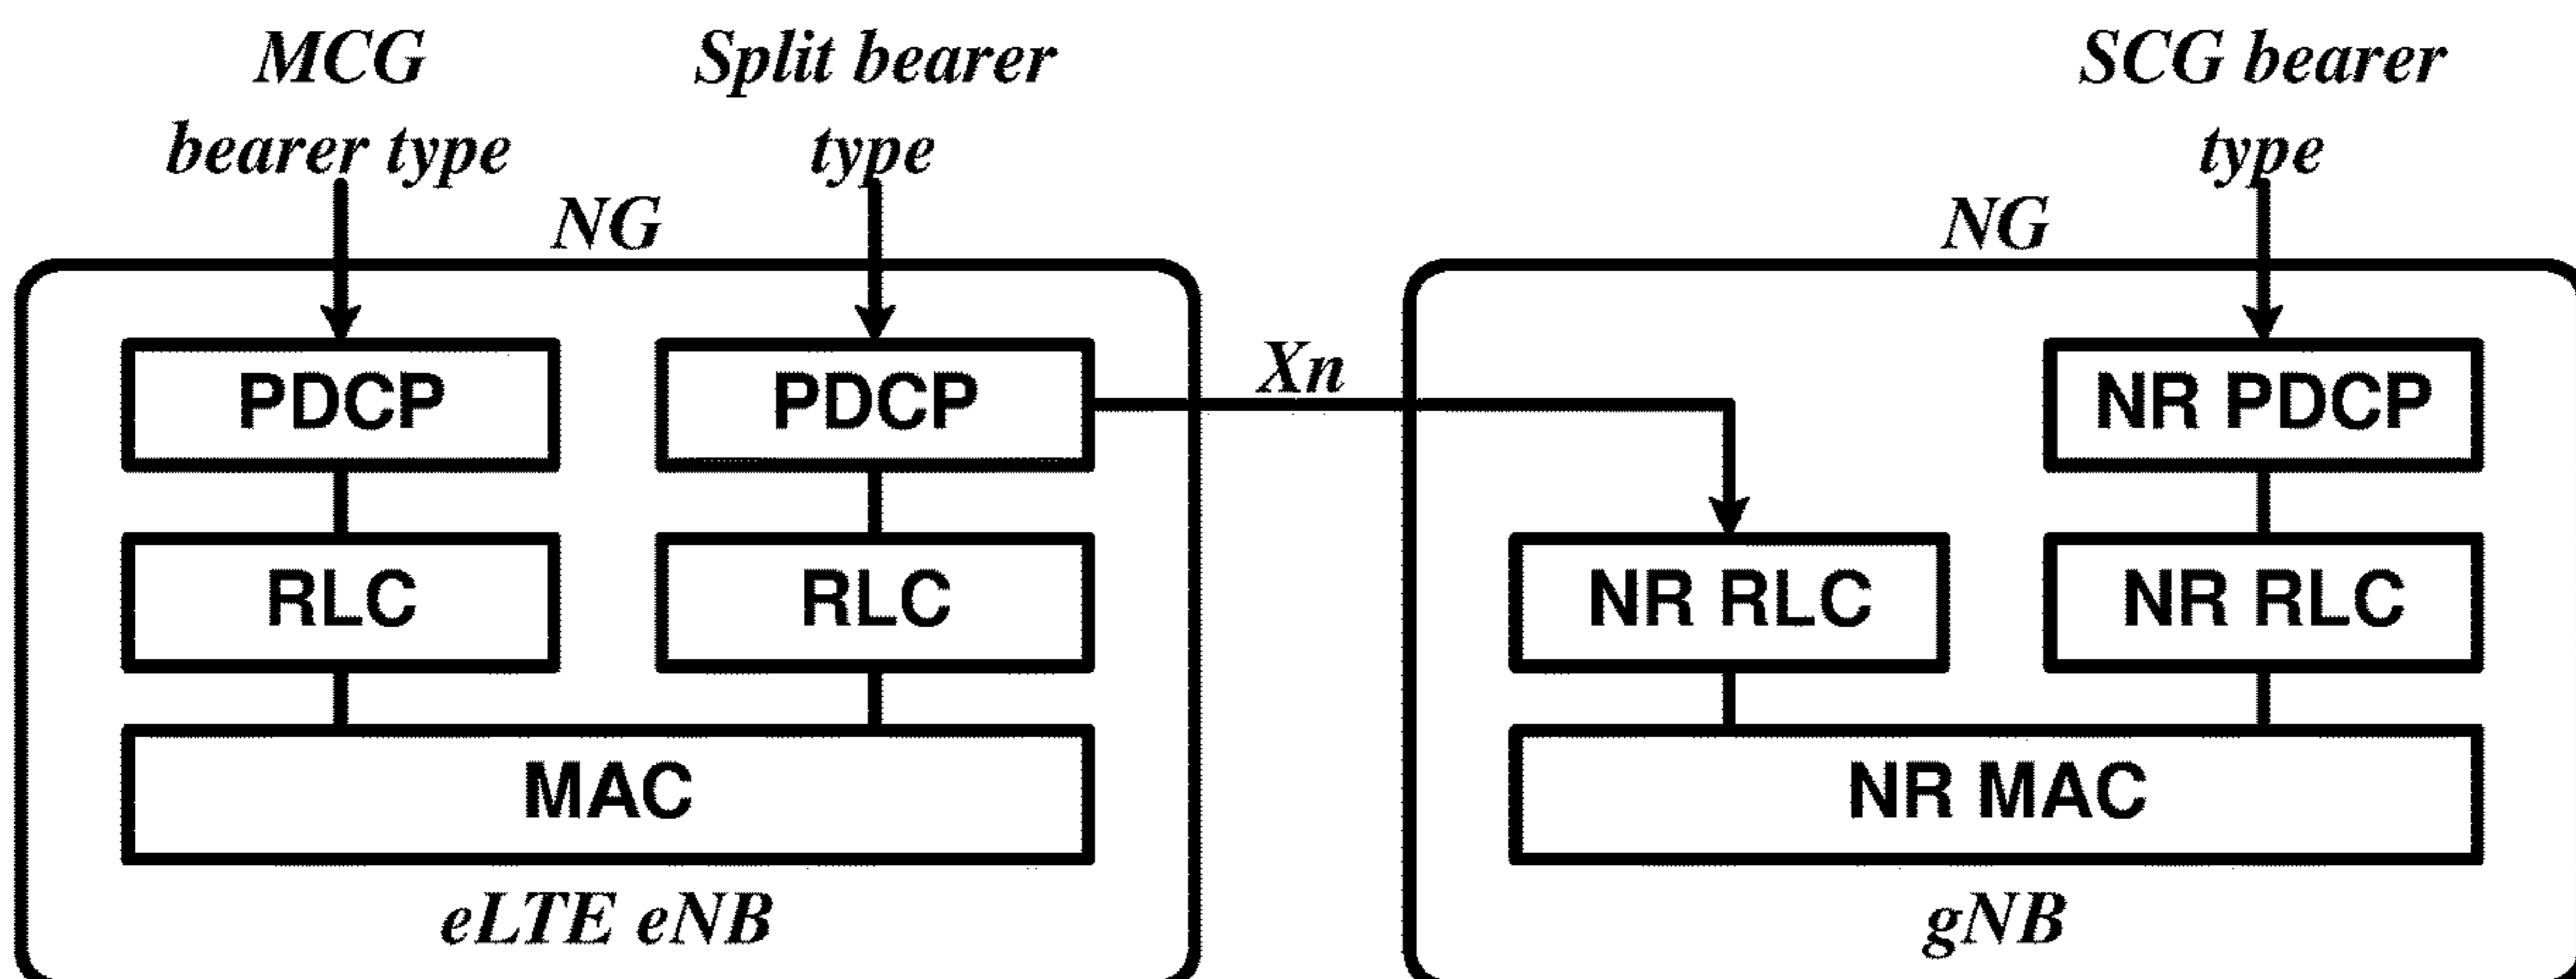 MCG
bearer type
Split bearer
type
SCG bearer
type
NG
NG
Xn
PDCP
PDCP
NR PDCP
RLC
RLC
NR RLC
NR RLC
MAC
NR MAC
eLTE eNB
gNB